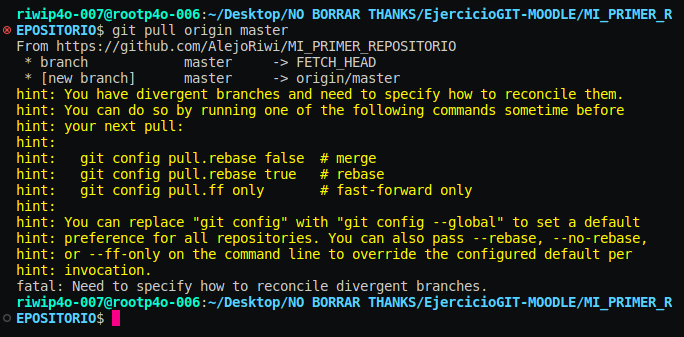 riwip4o-007@rootp4o-006:~/Desktop/NO BORRAR THANKS/EjercicioGIT-MOODLE/MI_PRIMER_R
EPOSITORIO$ git pull origin master
From https://github.com/AlejoRiwi/MI_PRIMER_REPOSITORIO
 * branch            master     -> FETCH_HEAD
 * [new branch]      master     -> origin/master
hint: You have divergent branches and need to specify how to reconcile them.
hint: You can do so by running one of the following commands sometime before
hint: your next pull:
hint:
hint:   git config pull.rebase false  # merge
hint:   git config pull.rebase true   # rebase
hint:   git config pull.ff only       # fast-forward only
hint:
hint: You can replace "git config" with "git config --global" to set a default
hint: preference for all repositories. You can also pass --rebase, --no-rebase,
hint: or --ff-only on the command line to override the configured default per
hint: invocation.
fatal: Need to specify how to reconcile divergent branches.
riwip4o-007@rootp4o-006:~/Desktop/NO BORRAR THANKS/EjercicioGIT-MOODLE/MI_PRIMER_R
EPOSITORIO$